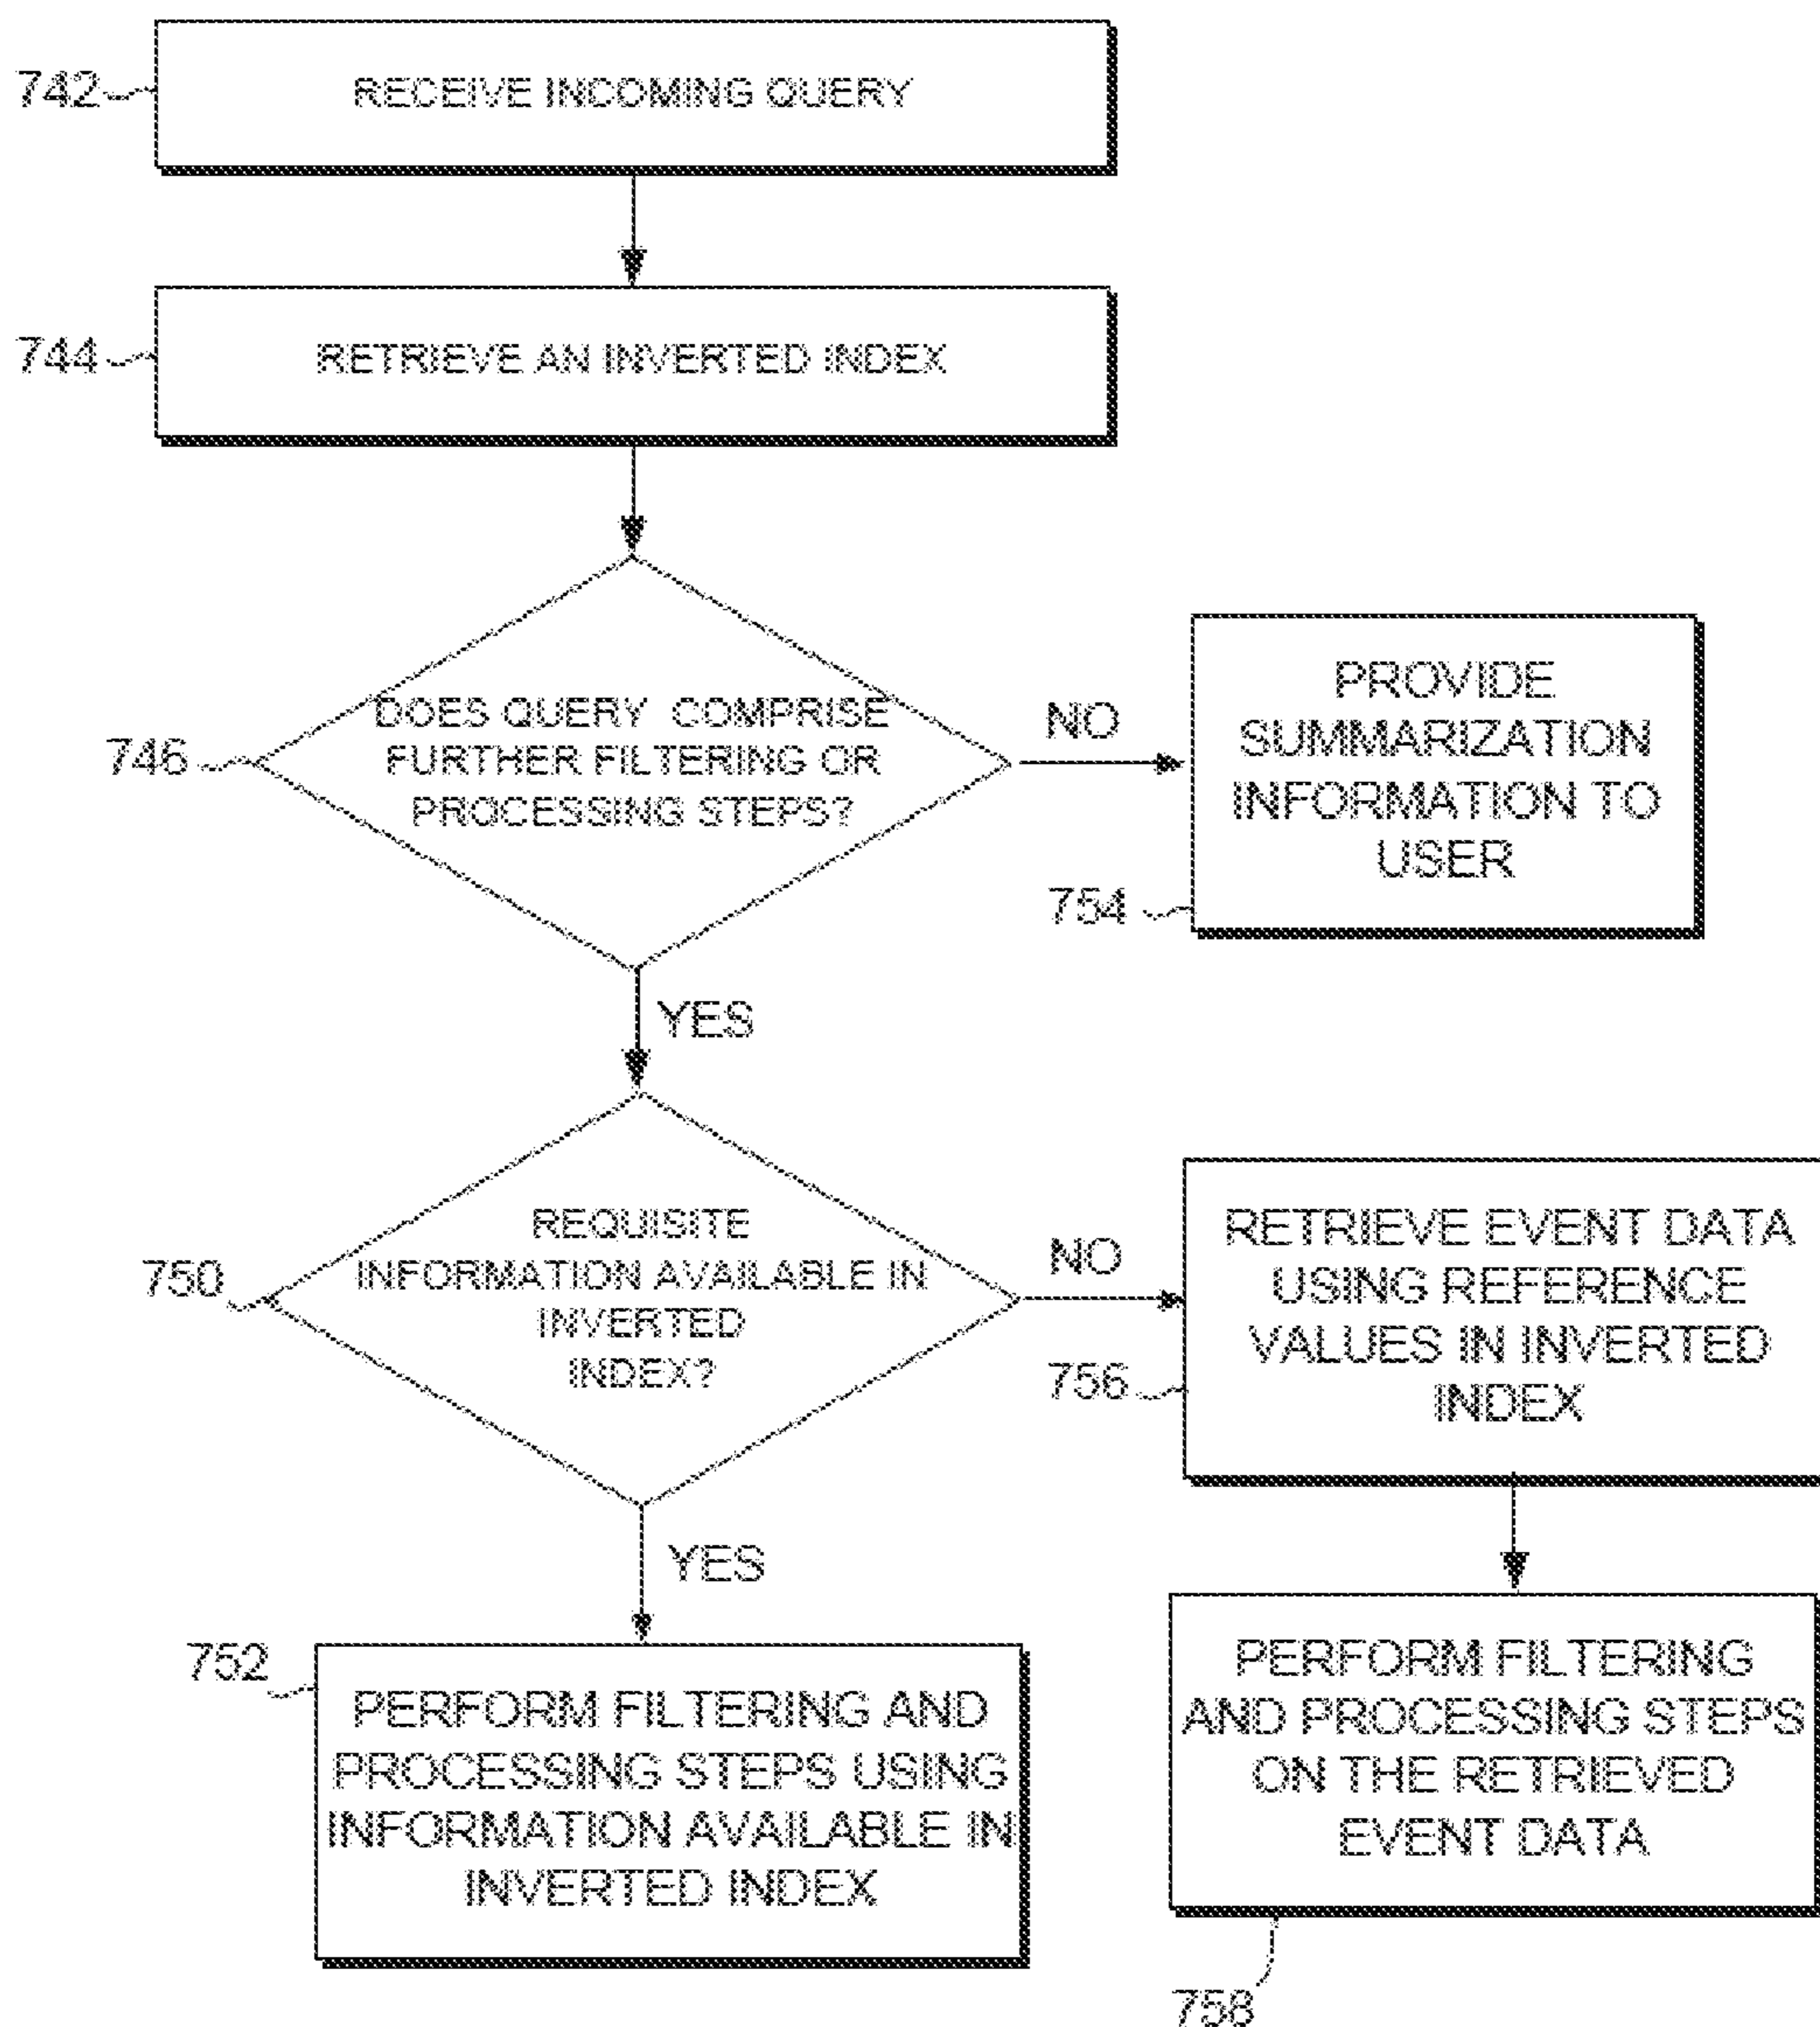 742
RECEIVE INCOMING QUERY
744
RETRIEVE AN INVERTED INDEX
746
DOES QUERY COMPRISE
FURTHER FILTERING OR
PROCESSING STEPS?
NO
PROVIDE
SUMMARIZATION
INFORMATION TO
USER
754
YES
750
REQUISITE
INFORMATION AVAILABLE IN
INVERTED
INDEX?
NO
RETRIEVE EVENT DATA
USING REFERENCE
VALUES IN INVERTED
INDEX
756
YES
752
PERFORM FILTERING AND
PROCESSING STEPS USING
INFORMATION AVAILABLE IN
INVERTED INDEX
PERFORM FILTERING
AND PROCESSING STEPS
ON THE RETRIEVED
EVENT DATA
758